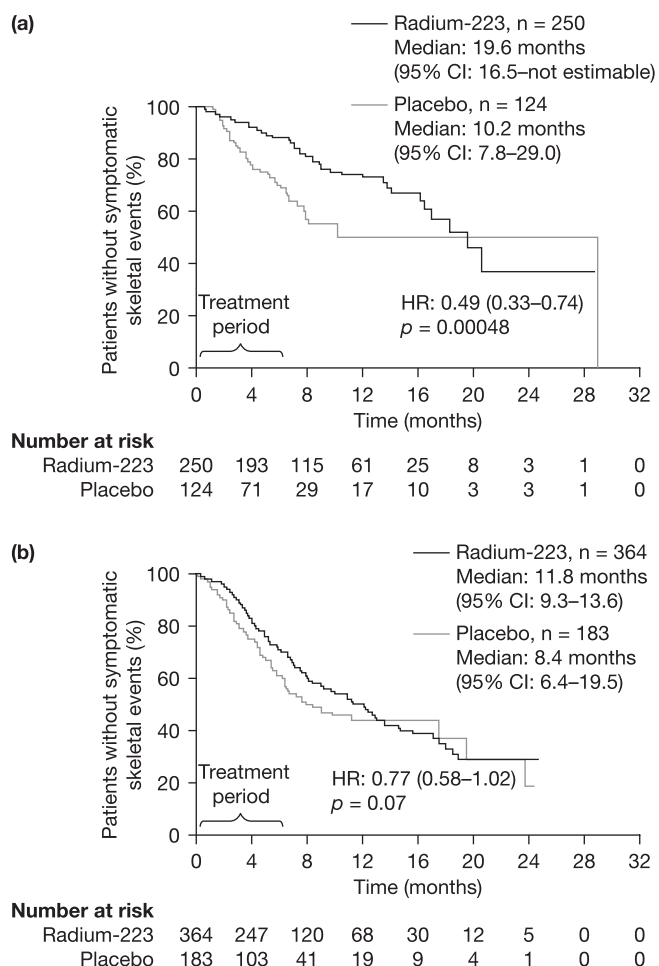 (a)
Radium-223, n = 250
Median: 19.6 months
(95% CI: 16.5–not estimable)
Placebo, n = 124
Median: 10.2 months
(95% CI: 7.8–29.0)
Patients without symptomatic
skeletal events (%)
100
80
60
40
20
0
Treatment
period
HR: 0.49 (0.33–0.74)
p = 0.00048
0 4 8 12 16 20 24 28 32
Time (months)
Number at risk
Radium-223 250 193 115 61 25 8 3 1 0
Placebo 124 71 29 17 10 3 3 1 0
(b)
Radium-223, n = 364
Median: 11.8 months
(95% CI: 9.3–13.6)
Placebo, n = 183
Median: 8.4 months
(95% CI: 6.4–19.5)
Patients without symptomatic
skeletal events (%)
100
80
60
40
20
0
Treatment
period
HR: 0.77 (0.58–1.02)
p = 0.07
0 4 8 12 16 20 24 28 32
Time (months)
Number at risk
Radium-223 364 247 120 68 30 12 5 0 0
Placebo 183 103 41 19 9 4 1 0 0